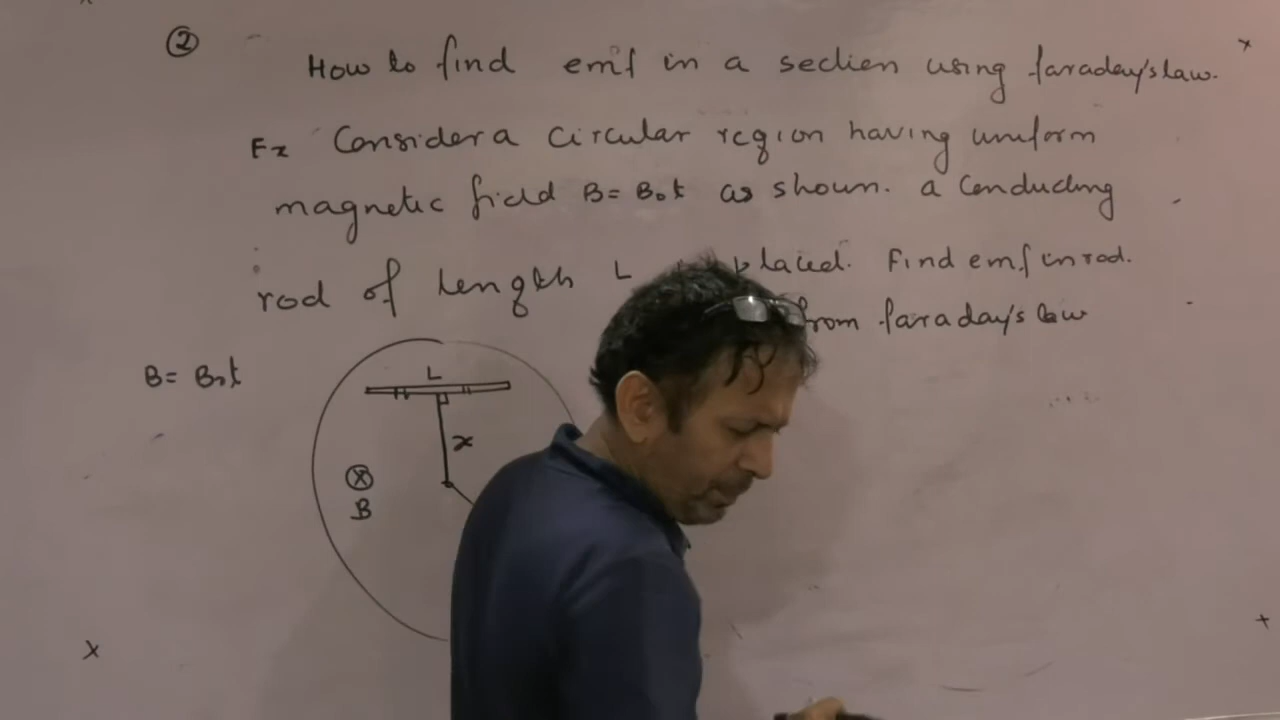 ②
How to find emf in a section using faraday's law.
Ex Consider a circular region having uniform
magnetic field B = B₀t as shown. a conducting
rod of length L placed. Find emf in rod.
from faraday's law
B = B₀t
L
x
⊗
B